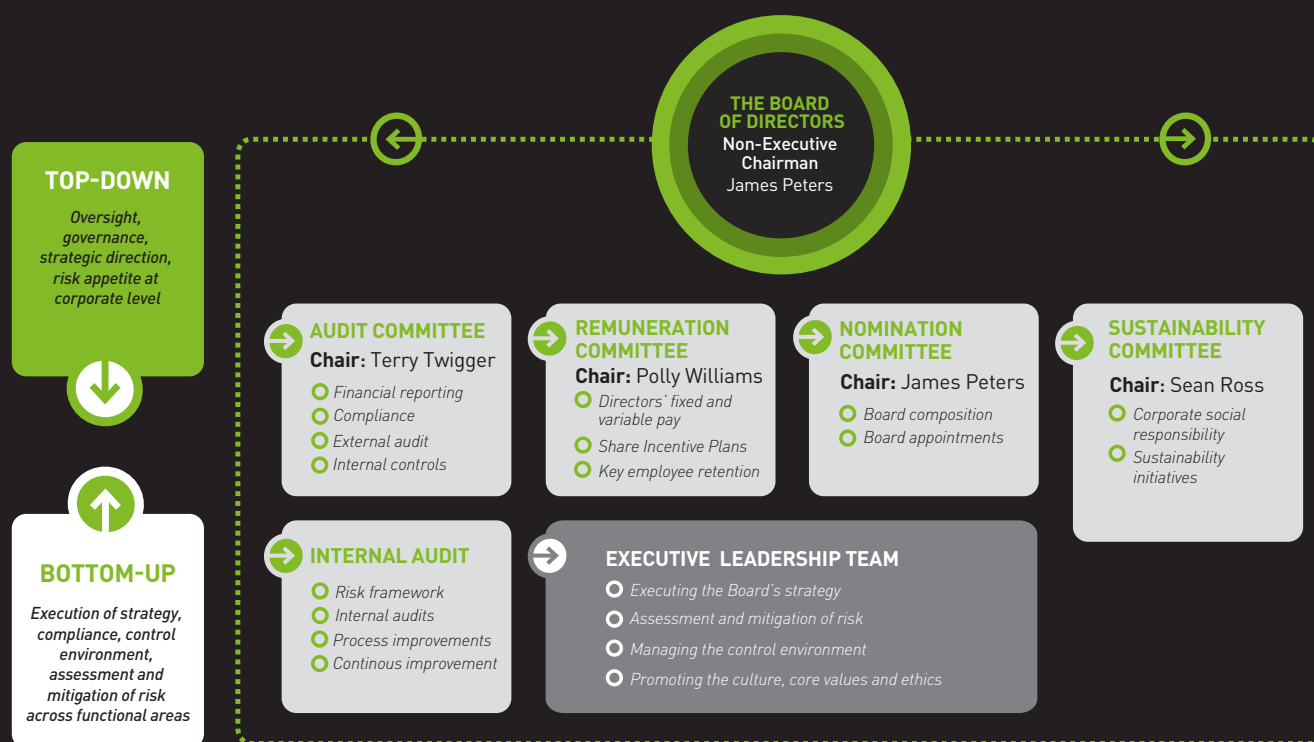 THE BOARD
OF DIRECTORS
Non-Executive
Chairman
James Peters
TOP-DOWN
Oversight,
governance,
strategic direction,
risk appetite at
corporate level
BOTTOM-UP
Execution of strategy,
compliance, control
environment,
assessment and
mitigation of risk
across functional areas
AUDIT COMMITTEE
Chair: Terry Twigger
Financial reporting
Compliance
External audit
Internal controls
REMUNERATION
COMMITTEE
Chair: Polly Williams
Directors’ fixed and
variable pay
Share Incentive Plans
Key employee retention
NOMINATION
COMMITTEE
Chair: James Peters
Board composition
Board appointments
SUSTAINABILITY
COMMITTEE
Chair: Sean Ross
Corporate social
responsibility
Sustainability
initiatives
INTERNAL AUDIT
Risk framework
Internal audits
Process improvements
Continous improvement
EXECUTIVE LEADERSHIP TEAM
Executing the Board’s strategy
Assessment and mitigation of risk
Managing the control environment
Promoting the culture, core values and ethics